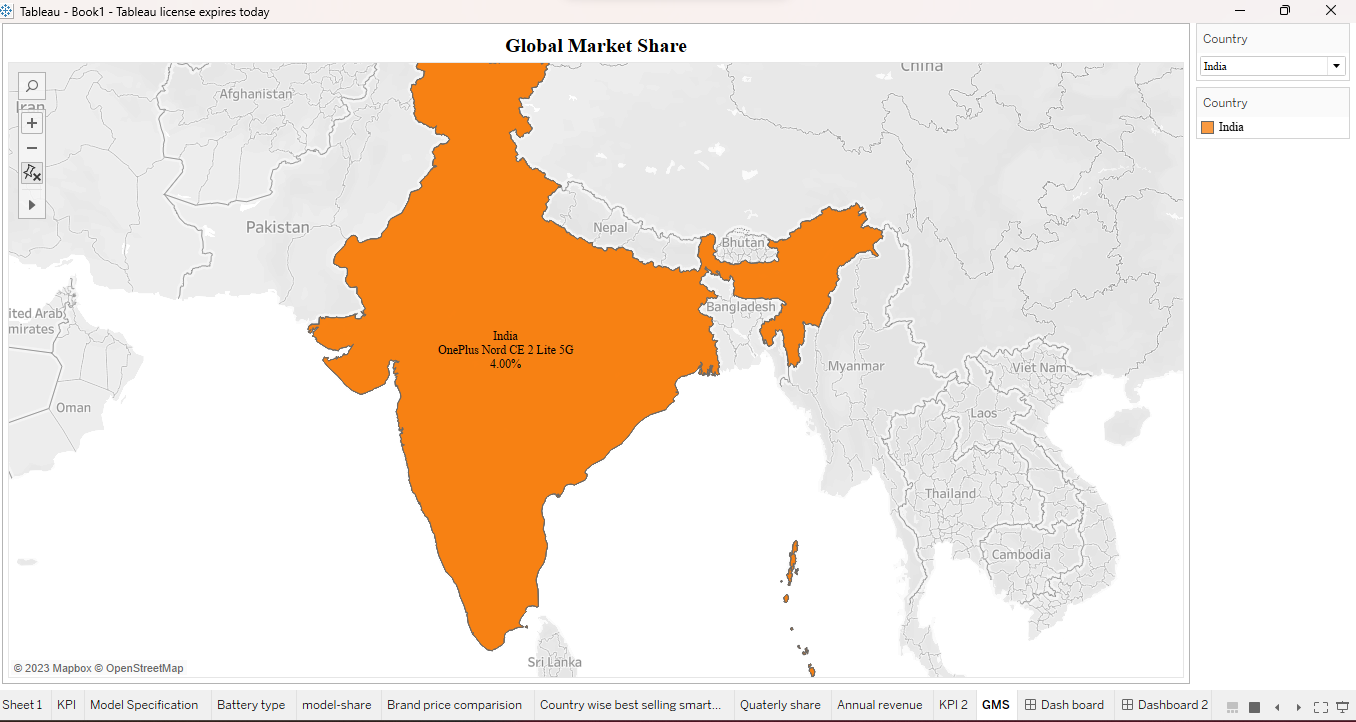 Tableau - Book1 - Tableau license expires today
Global Market Share
Country
India
Country
India
China
Afghanistan
Iran
Pakistan
Nepal
Bhutan
Bangladesh
ited Arab
mirates
India
OnePlus Nord CE 2 Lite 5G
4.00%
Myanmar
Viet Nam
Oman
Laos
Thailand
Cambodia
Sri Lanka
© 2023 Mapbox © OpenStreetMap
Sheet 1 KPI Model Specification Battery type model-share Brand price comparision Country wise best selling smart... Quaterly share Annual revenue KPI 2 GMS Dash board Dashboard 2